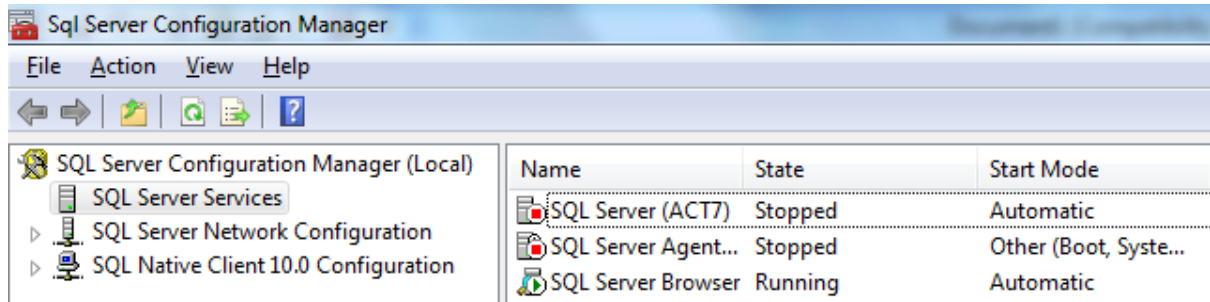 Sql Server Configuration Manager
File Action View Help
SQL Server Configuration Manager (Local)
SQL Server Services
SQL Server Network Configuration
SQL Native Client 10.0 Configuration
Name State Start Mode
SQL Server (ACT7) Stopped Automatic
SQL Server Agent... Stopped Other (Boot, Syste...
SQL Server Browser Running Automatic